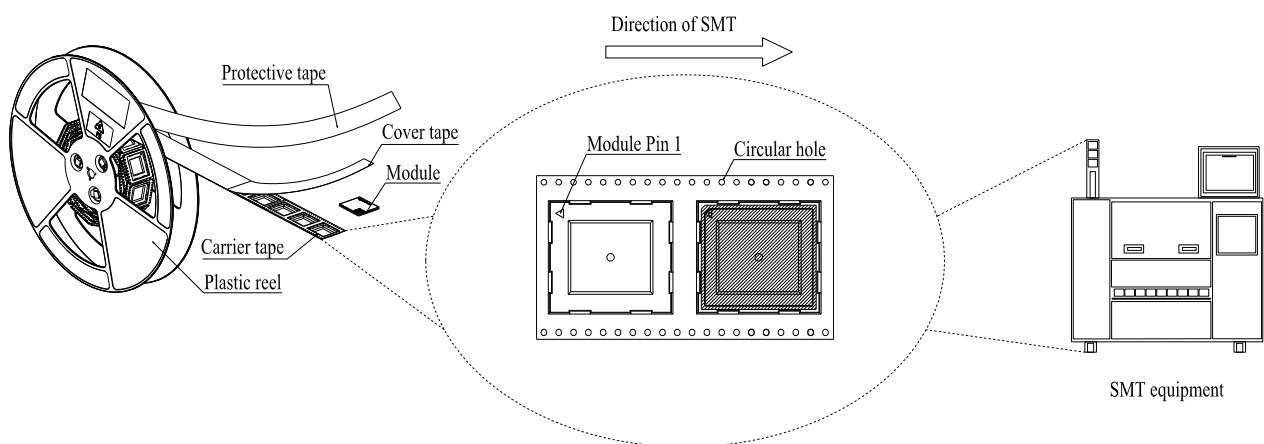 Direction of SMT
Protective tape
Cover tape
Module Pin 1
Circular hole
Module
Carrier tape
Plastic reel
SMT equipment